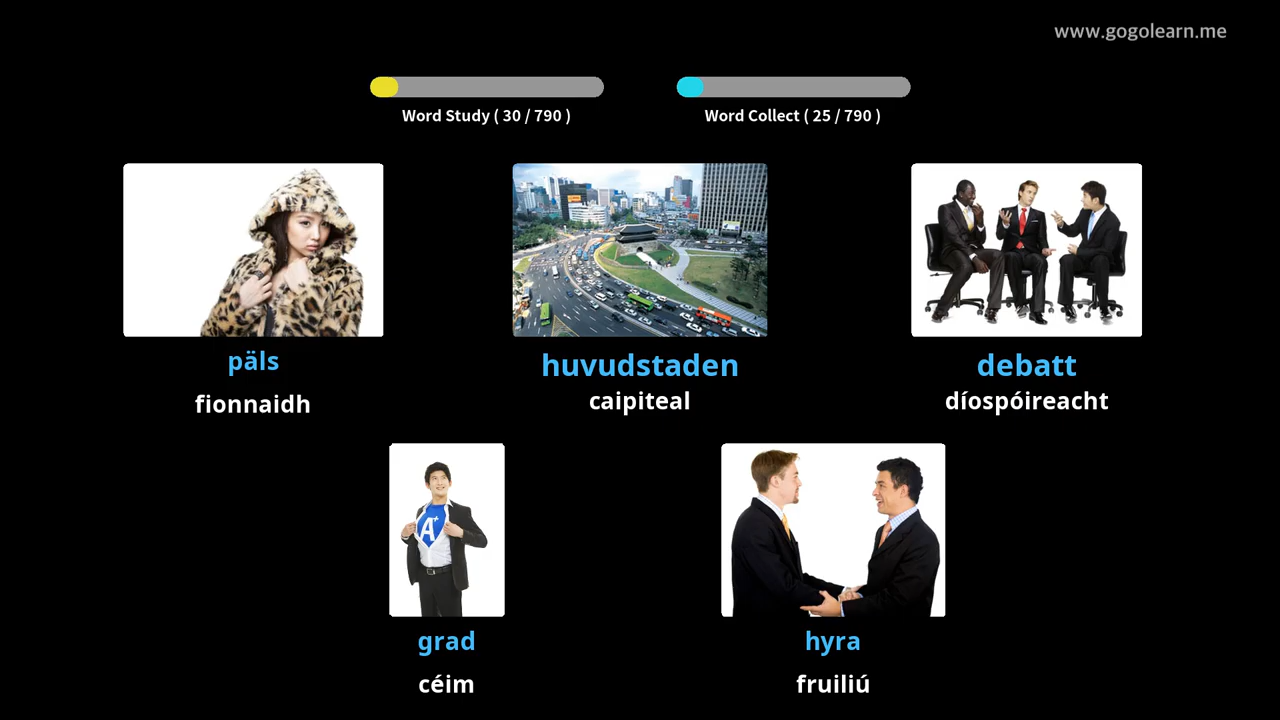 www.gogolearn.me
Word Study ( 30 / 790 )
Word Collect ( 25 / 790 )
päls
fionnaidh
huvudstaden
caipiteal
debatt
díospóireacht
A+
grad
céim
hyra
fruiliú